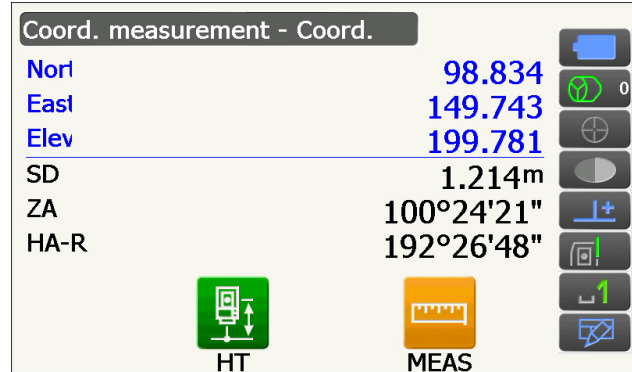 Coord. measurement - Coord.
Nort 98.834
East 149.743
Elev 199.781
SD 1.214m
ZA 100°24'21"
HA-R 192°26'48"
0
1
HT MEAS